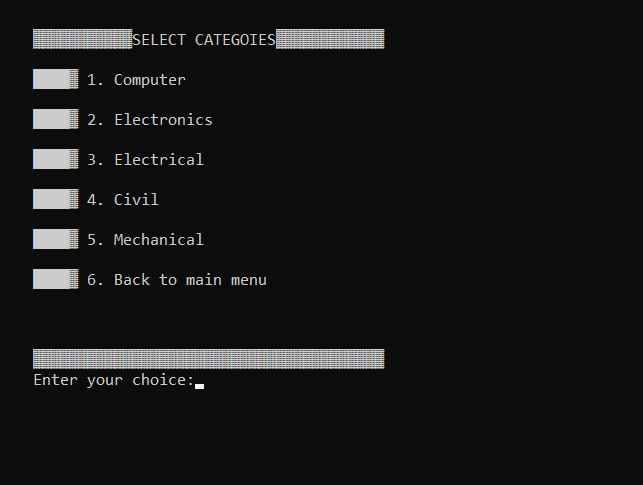 SELECT CATEGOIES
1. Computer
2. Electronics
3. Electrical
4. Civil
5. Mechanical
6. Back to main menu
Enter your choice: